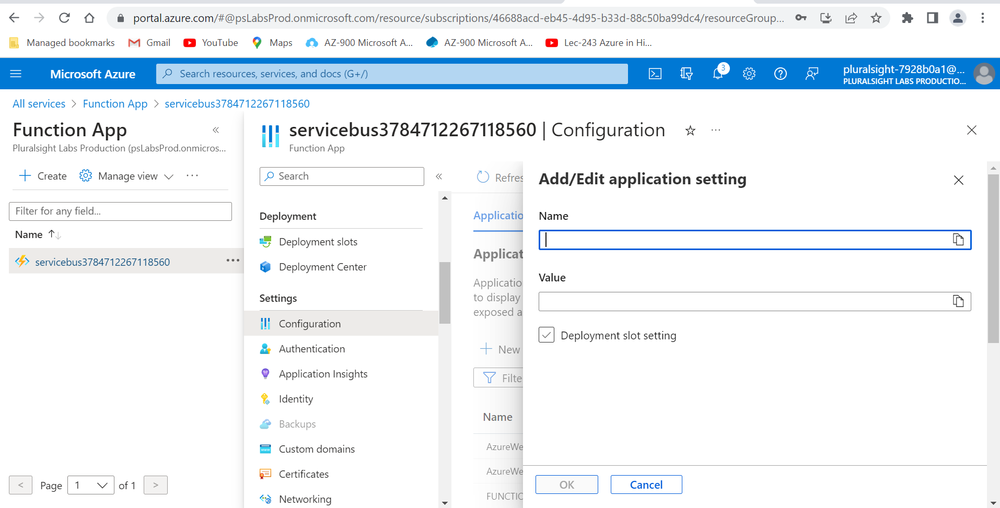 portal.azure.com/#@psLabsProd.onmicrosoft.com/resource/subscriptions/46688acd-eb45-4d95-b33d-88c50ba99dc4/resourceGroup...
Managed bookmarks Gmail YouTube Maps AZ-900 Microsoft A... AZ-900 Microsoft A... Lec-243 Azure in Hi...
Microsoft Azure Search resources, services, and docs (G+/) 3 pluralsight-7928b0a1@...
PLURALSIGHT LABS PRODUCTIO...
All services > Function App > servicebus3784712267118560
Function App «
Pluralsight Labs Production (psLabsProd.onmicros...
+ Create Manage view ...
Filter for any field...
Name ↑↓
servicebus3784712267118560 ...
< Page 1 of 1 >
servicebus3784712267118560 | Configuration ...
Function App
Search «
Deployment
Deployment slots
Deployment Center
Settings
Configuration
Authentication
Application Insights
Identity
Backups
Custom domains
Certificates
Networking
Refres
Applicatio
Applicat
Applicatio
to display
exposed a
+ New
Filte
Name
AzureWe
AzureWe
FUNCTIO
Add/Edit application setting
Name
Value
Deployment slot setting
OK Cancel